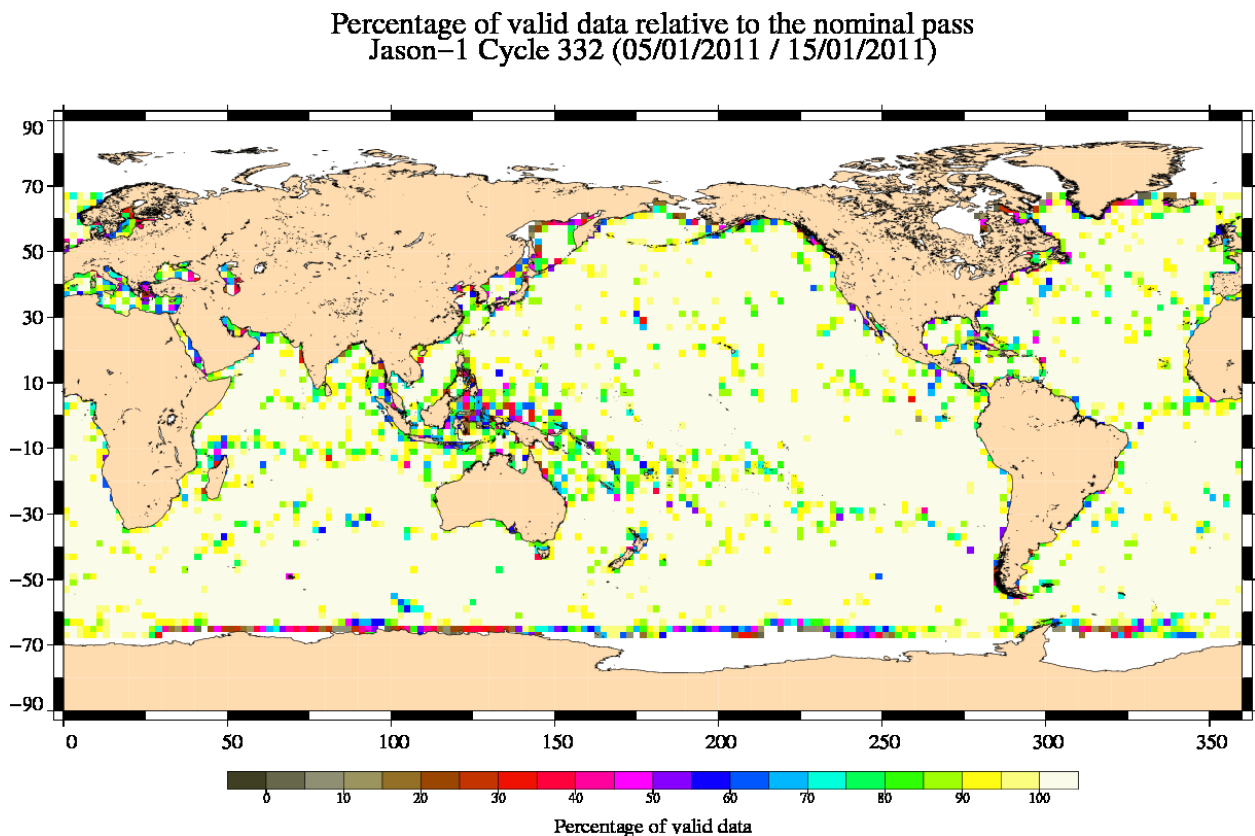 Percentage of valid data relative to the nominal pass
Jason−1 Cycle 332 (05/01/2011 / 15/01/2011)
90
70
50
30
10
−10
−30
−50
−70
−90
0 50 100 150 200 250 300 350
0 10 20 30 40 50 60 70 80 90 100
Percentage of valid data